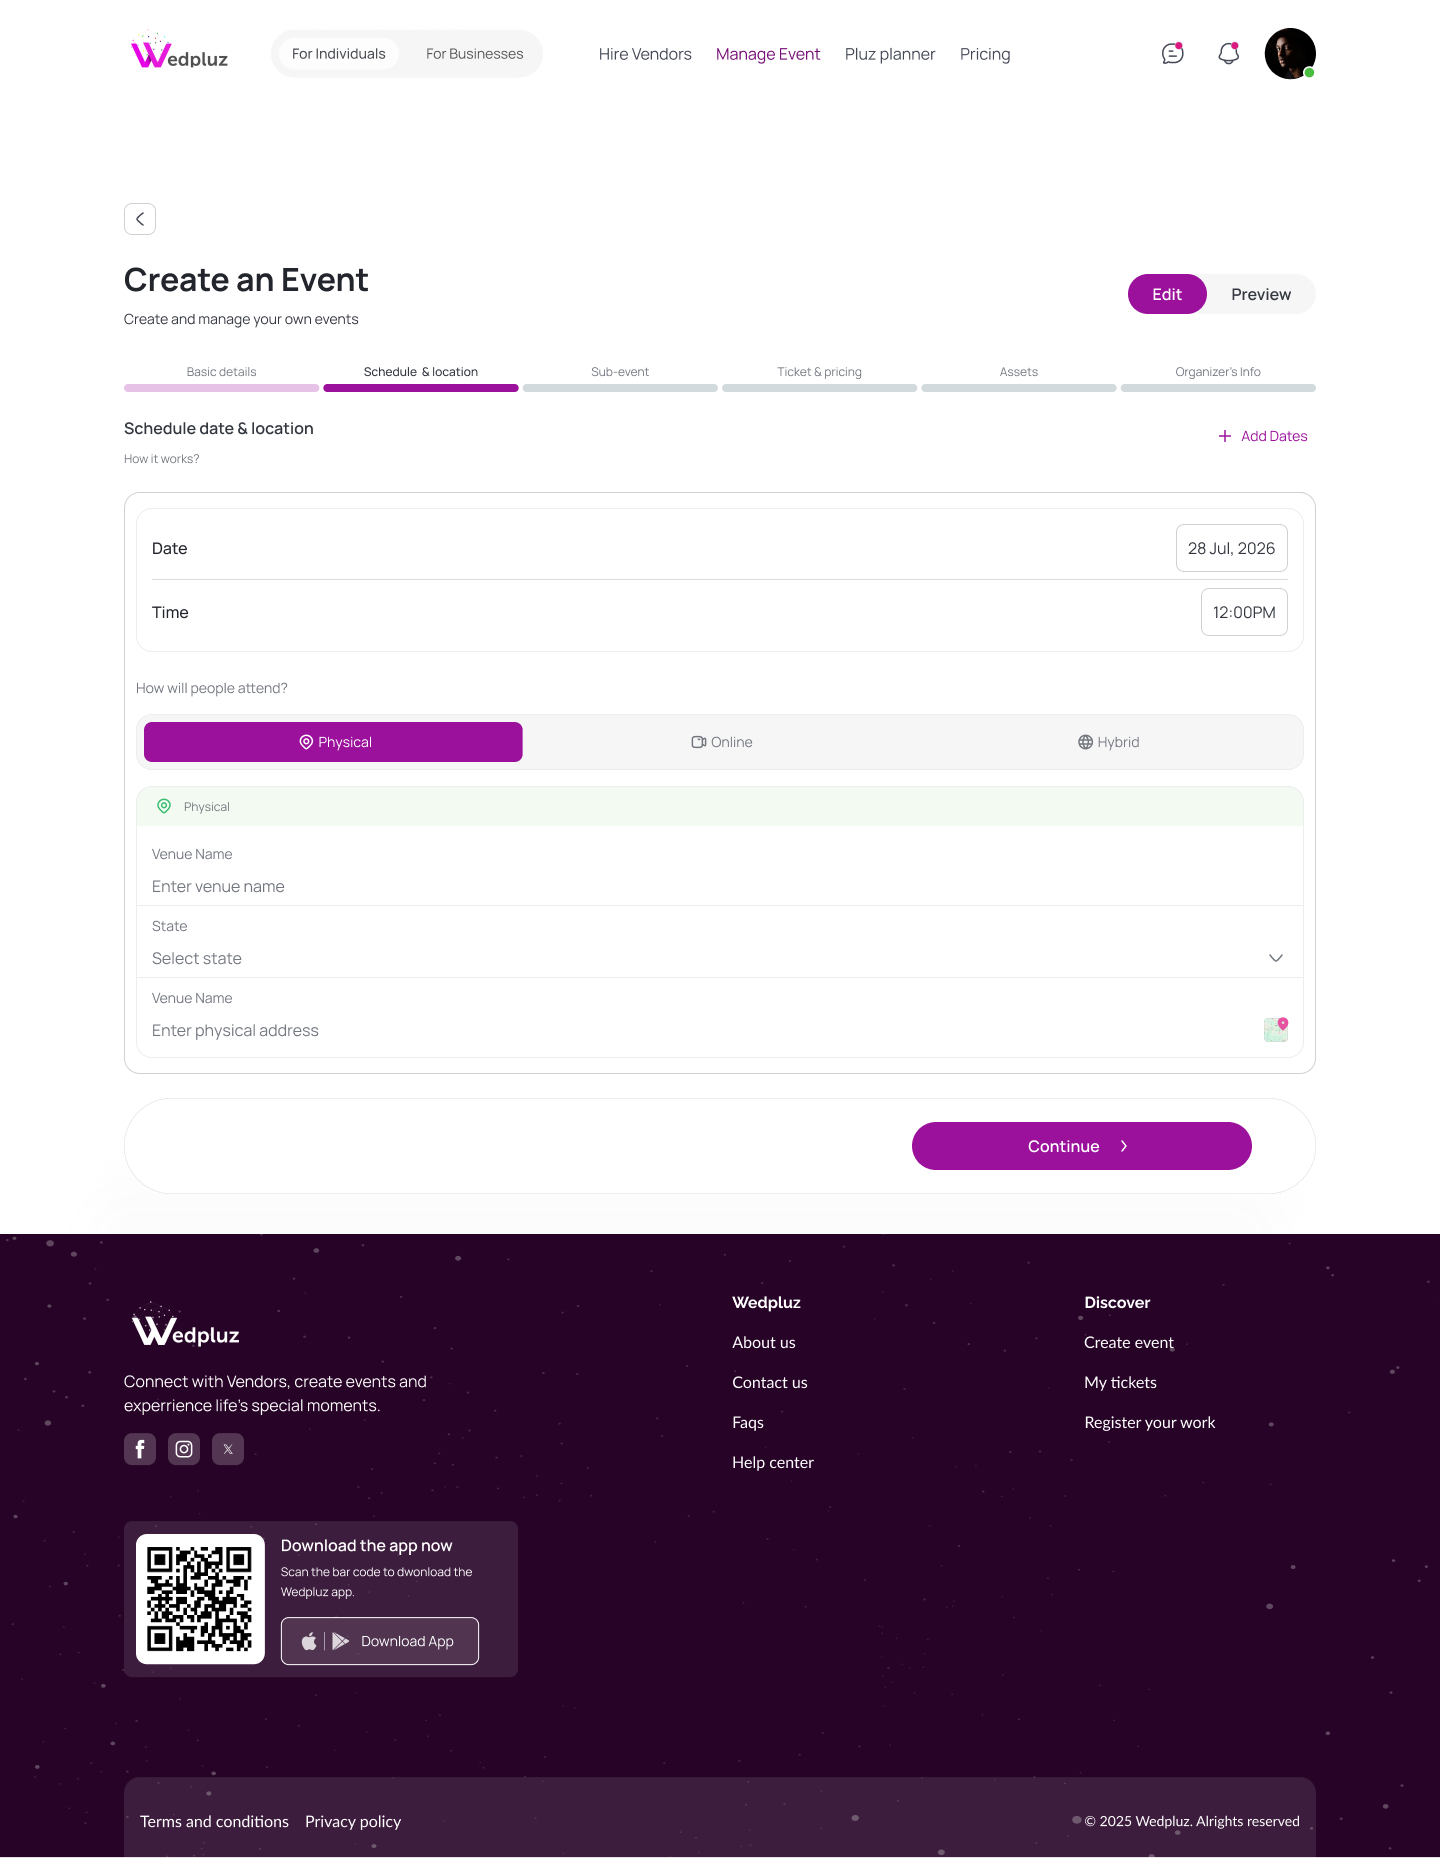 Wedpluz
For Individuals
For Businesses
Hire Vendors
Manage Event
Pluz planner
Pricing
Create an Event
Create and manage your own events
Edit
Preview
Basic details
Schedule & location
Sub-event
Ticket & pricing
Assets
Organizer's Info
Schedule date & location
How it works?
Add Dates
Date
28 Jul, 2026
Time
12:00PM
How will people attend?
Physical
Online
Hybrid
Physical
Venue Name
Enter venue name
State
Select state
Venue Name
Enter physical address
Continue
Wedpluz
Connect with Vendors, create events and
experrience life's special moments.
Wedpluz
About us
Contact us
Faqs
Help center
Discover
Create event
My tickets
Register your work
Download the app now
Scan the bar code to dwonload the
Wedpluz app.
Download App
Terms and conditions
Privacy policy
© 2025 Wedpluz. Alrights reserved